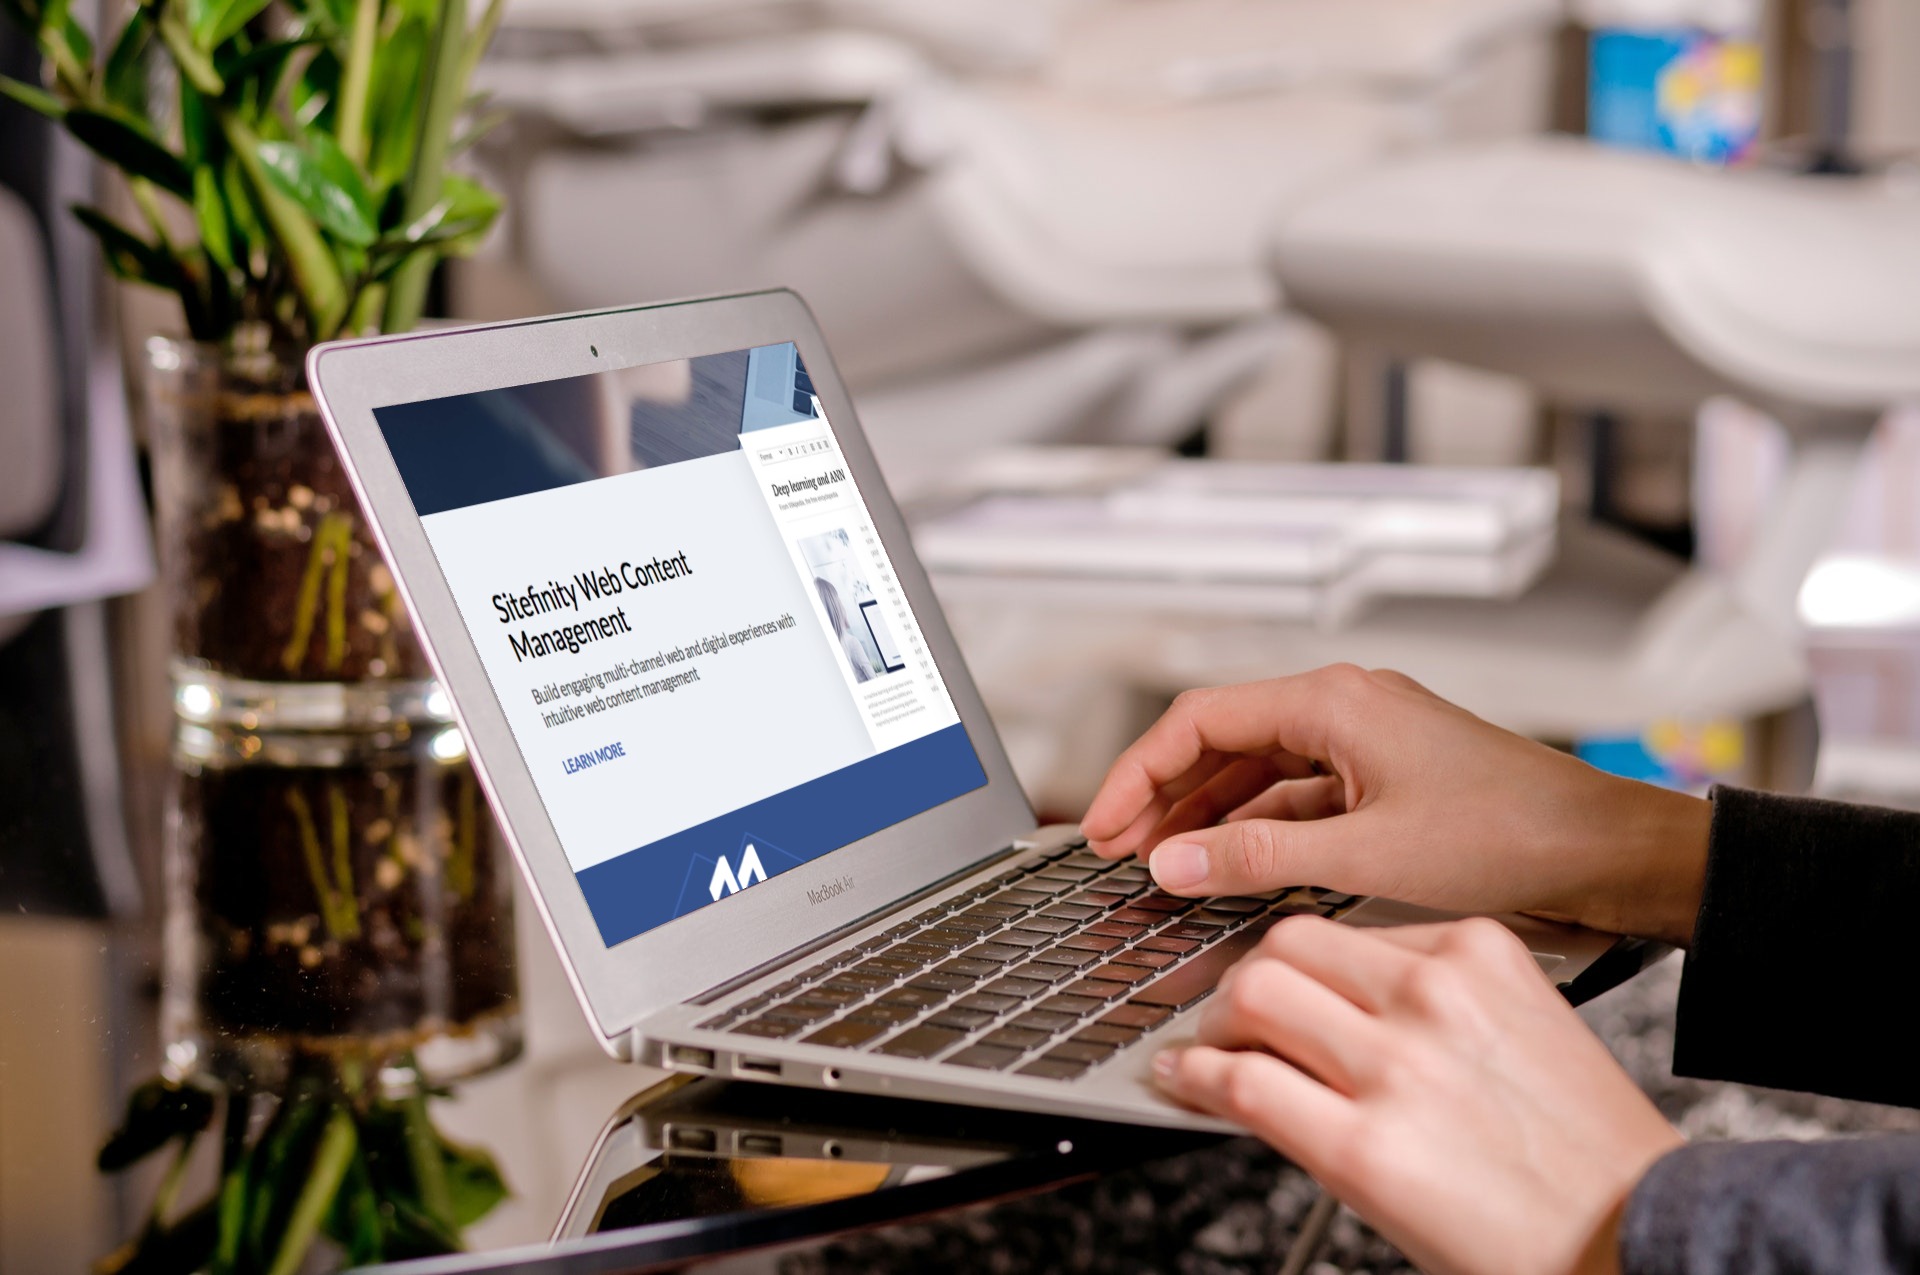 Sitefinity Web Content
Management
Build engaging multi-channel web and digital experiences with
intuitive web content management
LEARN MORE
Format
Deep learning and ANN
From Wikipedia, the free encyclopedia
MacBook Air